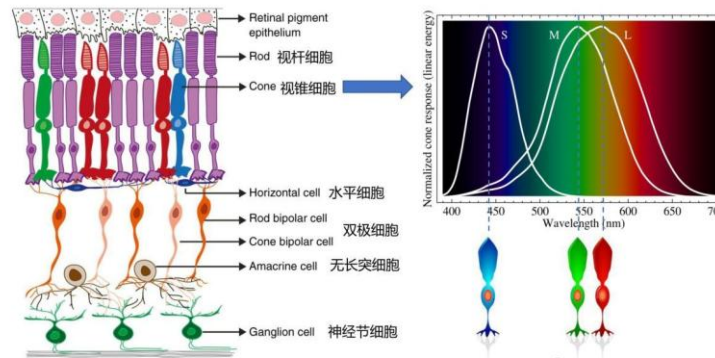 Retinal pigment
epithelium
Rod 视杆细胞
Cone 视锥细胞
Horizontal cell 水平细胞
Rod bipolar cell
双极细胞
Cone bipolar cell
Amacrine cell 无长突细胞
Ganglion cell 神经节细胞
Normalized cone response (linear energy)
S M L
400 450 500 550 600 650 700
Wavelength (nm)